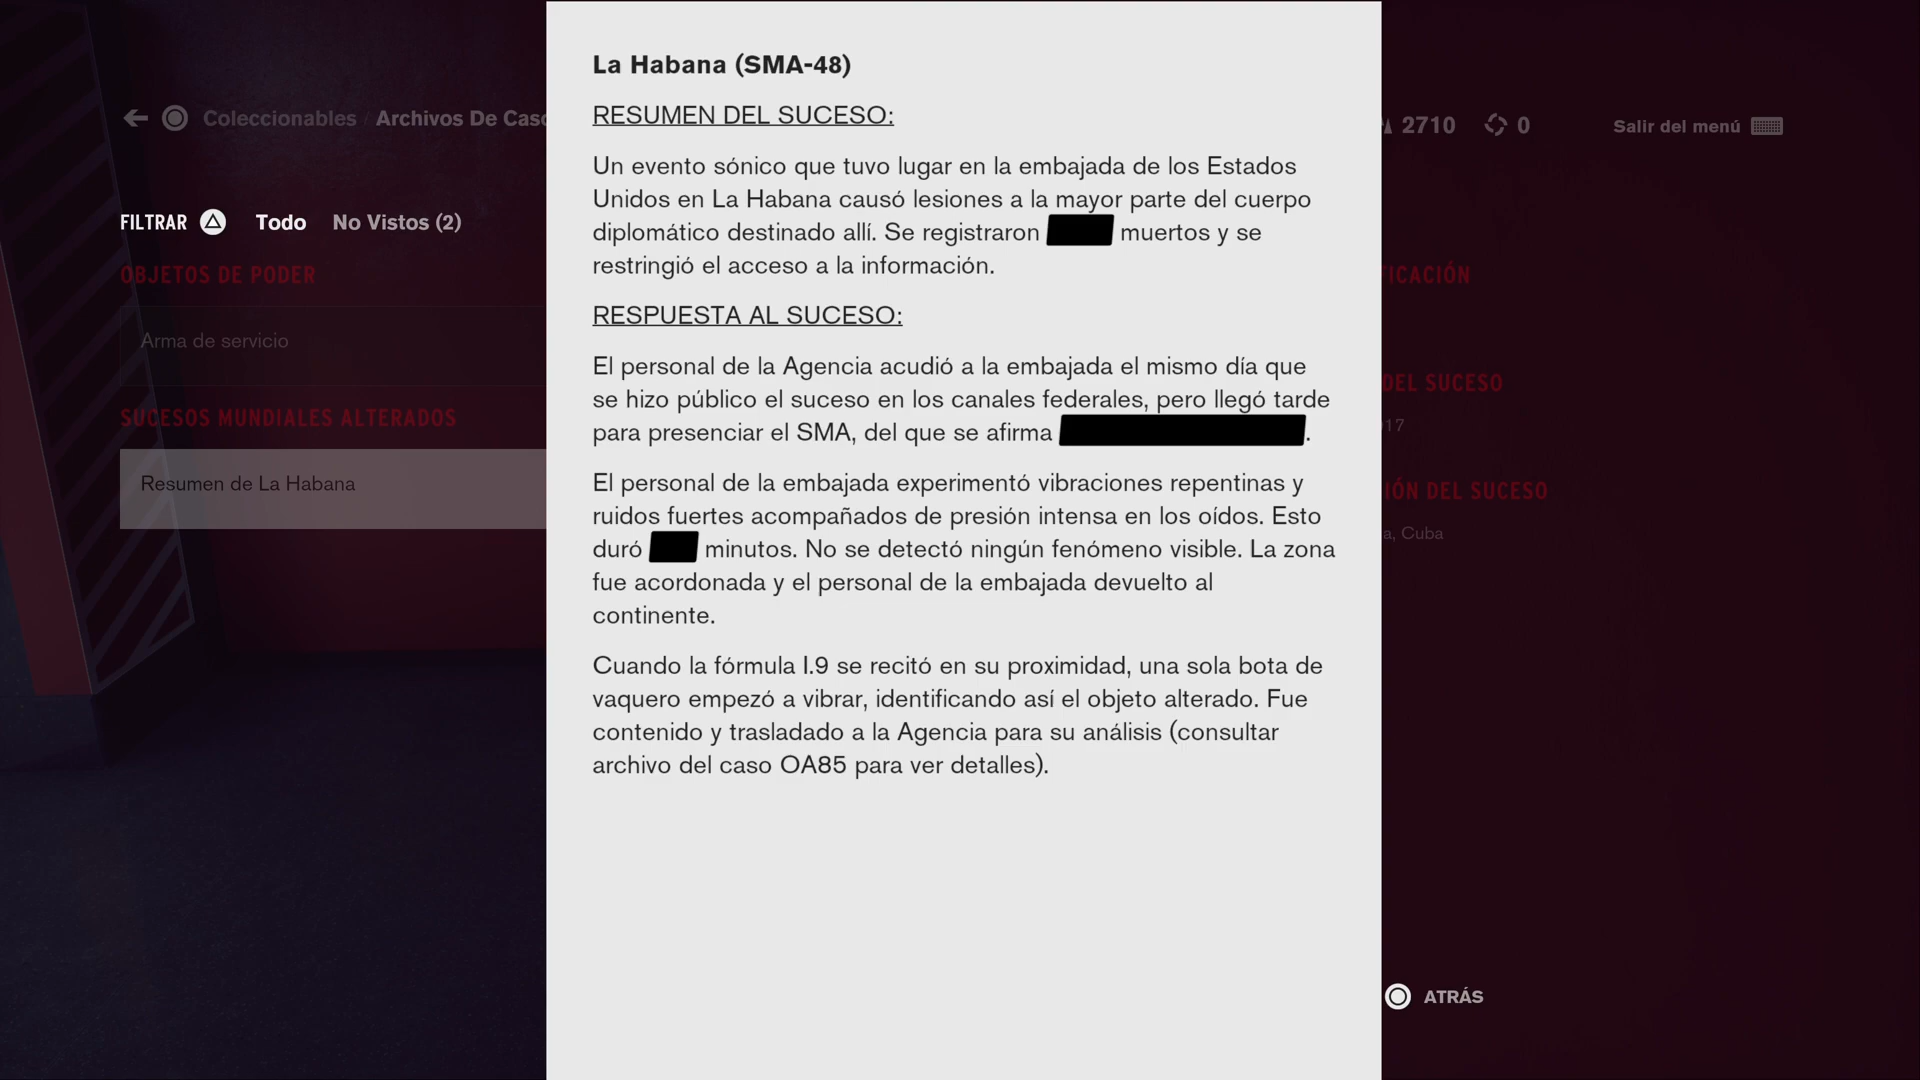 La Habana (SMA-48)
RESUMEN DEL SUCESO:
Un evento sónico que tuvo lugar en la embajada de los Estados
Unidos en La Habana causó lesiones a la mayor parte del cuerpo
diplomático destinado allí. Se registraron muertos y se
restringió el acceso a la información.
RESPUESTA AL SUCESO:
El personal de la Agencia acudió a la embajada el mismo día que
se hizo público el suceso en los canales federales, pero llegó tarde
para presenciar el SMA, del que se afirma .
El personal de la embajada experimentó vibraciones repentinas y
ruidos fuertes acompañados de presión intensa en los oídos. Esto
duró minutos. No se detectó ningún fenómeno visible. La zona
fue acordonada y el personal de la embajada devuelto al
continente.
Cuando la fórmula I.9 se recitó en su proximidad, una sola bota de
vaquero empezó a vibrar, identificando así el objeto alterado. Fue
contenido y trasladado a la Agencia para su análisis (consultar
archivo del caso OA85 para ver detalles).
Coleccionables / Archivos De Caso
2710 0 Salir del menú
FILTRAR Todo No Vistos (2)
OBJETOS DE PODER
Arma de servicio
SUCESOS MUNDIALES ALTERADOS
Resumen de La Habana
ICACIÓN
DEL SUCESO
17
IÓN DEL SUCESO
a, Cuba
ATRÁS